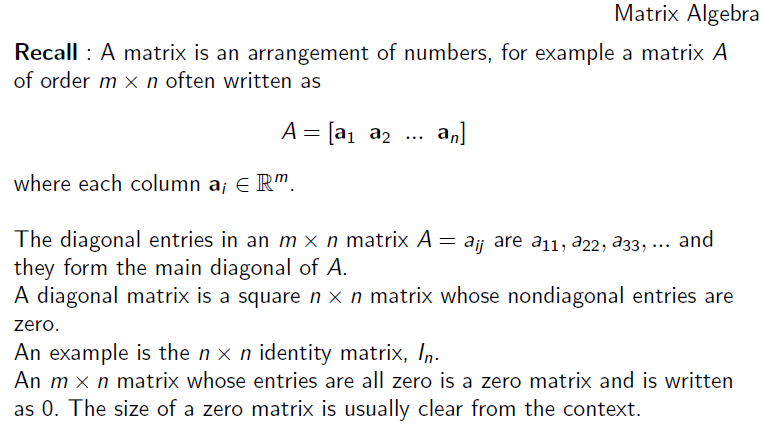 Matrix Algebra
Recall : A matrix is an arrangement of numbers, for example a matrix A
of order m × n often written as
A = [a₁ a₂ ... aₙ]
where each column aᵢ ∈ ℝᵐ.
The diagonal entries in an m × n matrix A = aᵢⱼ are a₁₁, a₂₂, a₃₃, ... and
they form the main diagonal of A.
A diagonal matrix is a square n × n matrix whose nondiagonal entries are
zero.
An example is the n × n identity matrix, Iₙ.
An m × n matrix whose entries are all zero is a zero matrix and is written
as 0. The size of a zero matrix is usually clear from the context.